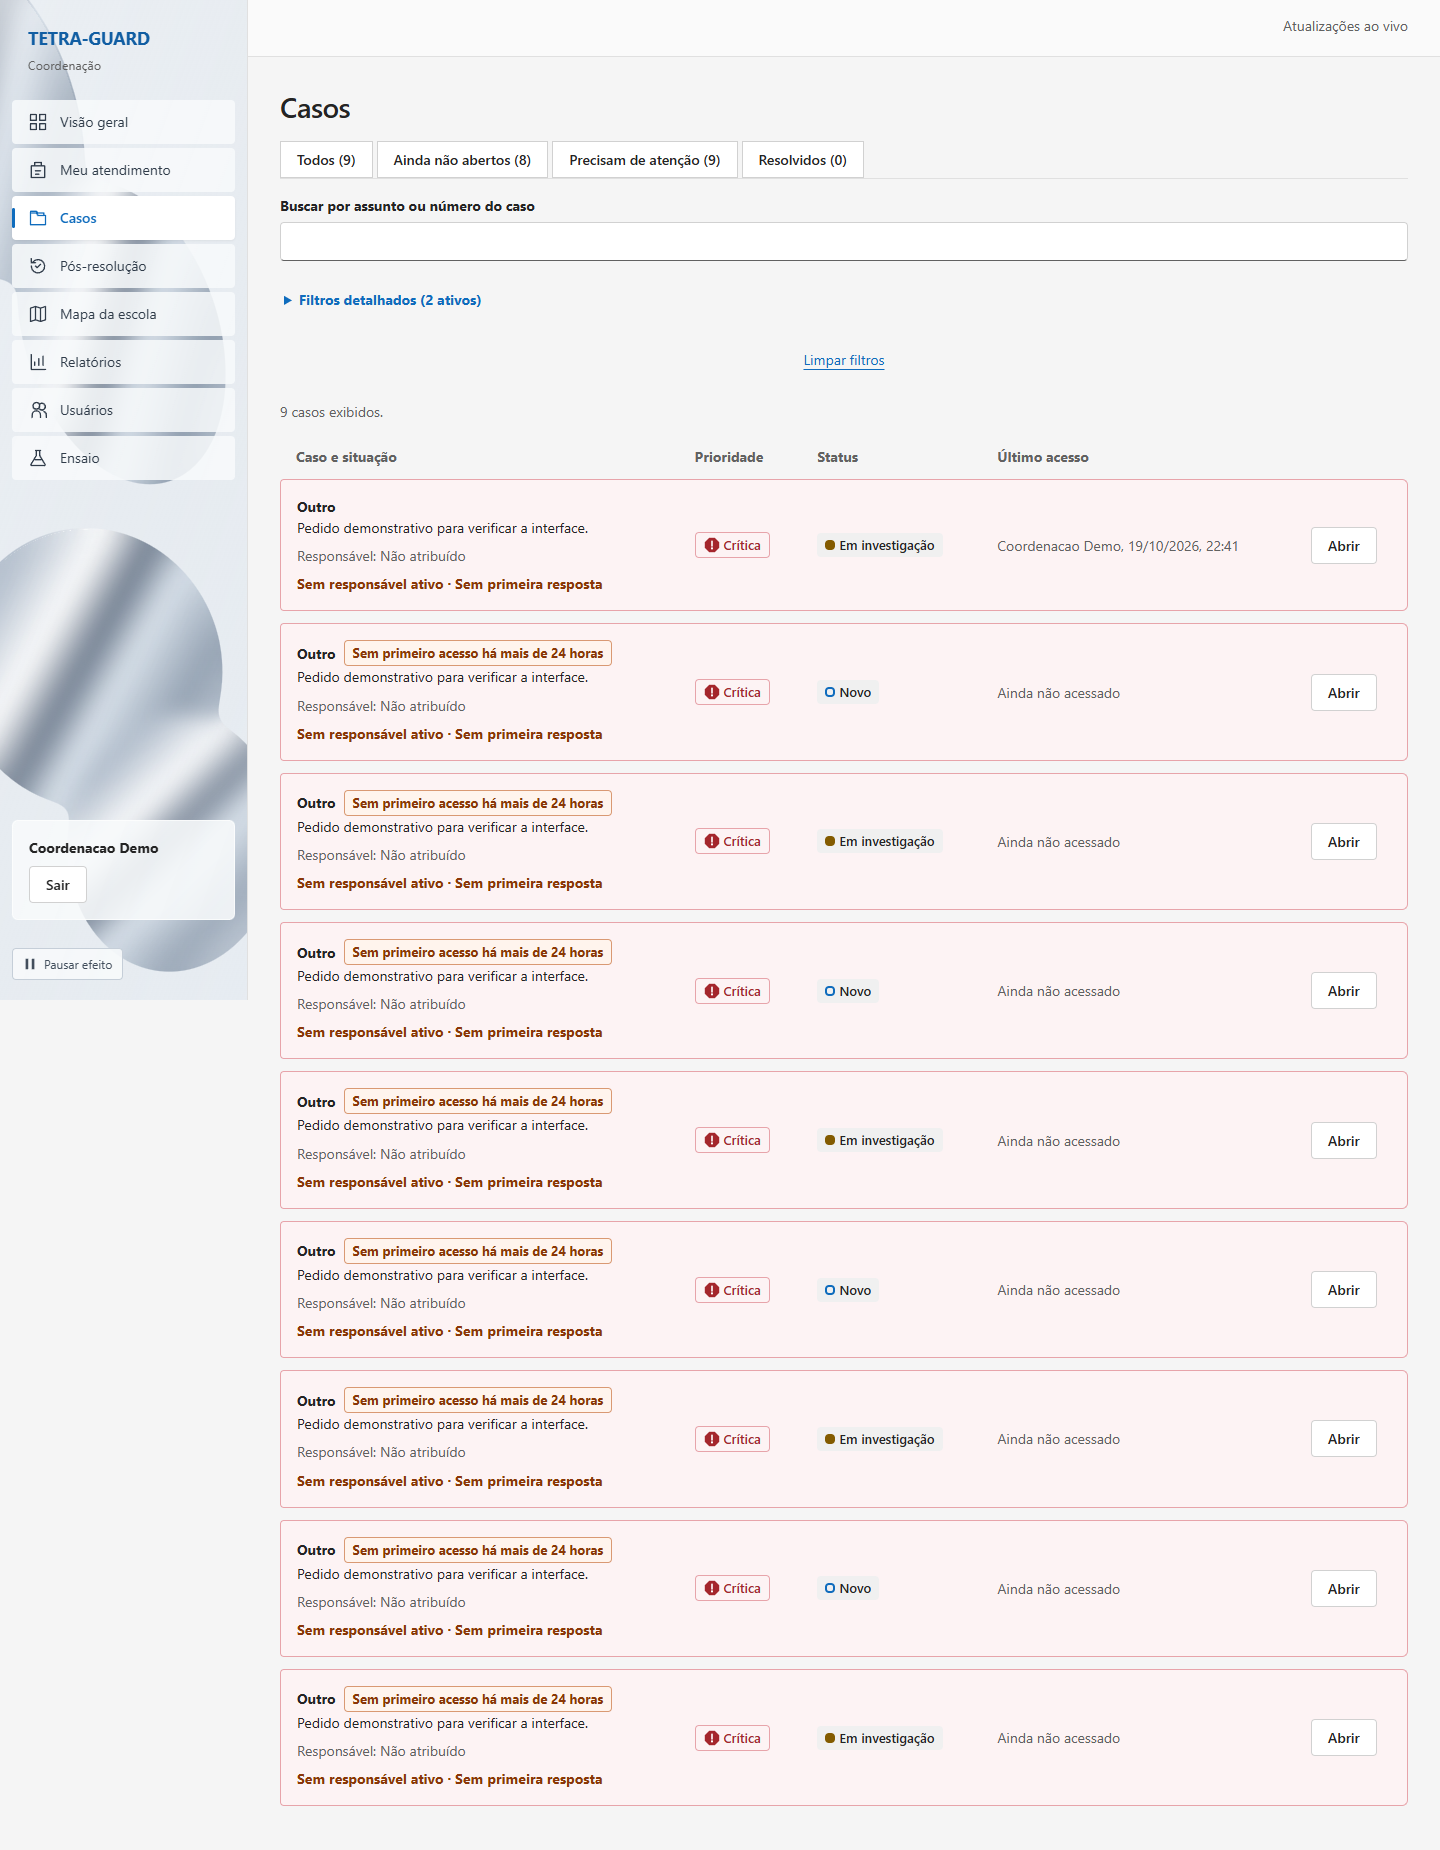 TETRA-GUARD
Coordenação
Visão geral
Meu atendimento
Casos
Pós-resolução
Mapa da escola
Relatórios
Usuários
Ensaio
Coordenacao Demo
Sair
Pausar efeito
Atualizações ao vivo
Casos
Todos (9) Ainda não abertos (8) Precisam de atenção (9) Resolvidos (0)
Buscar por assunto ou número do caso
Filtros detalhados (2 ativos)
Limpar filtros
9 casos exibidos.
Caso e situação Prioridade Status Último acesso
Outro
Pedido demonstrativo para verificar a interface.
Responsável: Não atribuído
Sem responsável ativo · Sem primeira resposta
Crítica Em investigação Coordenacao Demo, 19/10/2026, 22:41 Abrir
Outro Sem primeiro acesso há mais de 24 horas
Pedido demonstrativo para verificar a interface.
Responsável: Não atribuído
Sem responsável ativo · Sem primeira resposta
Crítica Novo Ainda não acessado Abrir
Outro Sem primeiro acesso há mais de 24 horas
Pedido demonstrativo para verificar a interface.
Responsável: Não atribuído
Sem responsável ativo · Sem primeira resposta
Crítica Em investigação Ainda não acessado Abrir
Outro Sem primeiro acesso há mais de 24 horas
Pedido demonstrativo para verificar a interface.
Responsável: Não atribuído
Sem responsável ativo · Sem primeira resposta
Crítica Novo Ainda não acessado Abrir
Outro Sem primeiro acesso há mais de 24 horas
Pedido demonstrativo para verificar a interface.
Responsável: Não atribuído
Sem responsável ativo · Sem primeira resposta
Crítica Em investigação Ainda não acessado Abrir
Outro Sem primeiro acesso há mais de 24 horas
Pedido demonstrativo para verificar a interface.
Responsável: Não atribuído
Sem responsável ativo · Sem primeira resposta
Crítica Novo Ainda não acessado Abrir
Outro Sem primeiro acesso há mais de 24 horas
Pedido demonstrativo para verificar a interface.
Responsável: Não atribuído
Sem responsável ativo · Sem primeira resposta
Crítica Em investigação Ainda não acessado Abrir
Outro Sem primeiro acesso há mais de 24 horas
Pedido demonstrativo para verificar a interface.
Responsável: Não atribuído
Sem responsável ativo · Sem primeira resposta
Crítica Novo Ainda não acessado Abrir
Outro Sem primeiro acesso há mais de 24 horas
Pedido demonstrativo para verificar a interface.
Responsável: Não atribuído
Sem responsável ativo · Sem primeira resposta
Crítica Em investigação Ainda não acessado Abrir